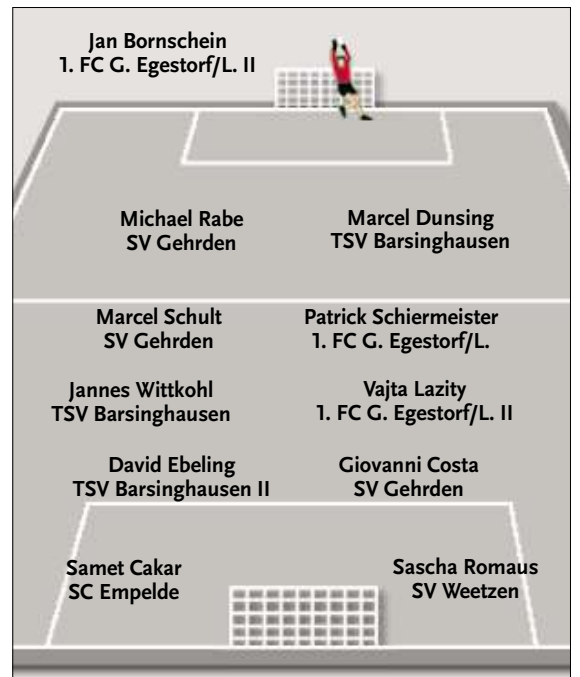 Jan Bornschein
1. FC G. Egestorf/L. II
Michael Rabe
SV Gehrden
Marcel Dunsing
TSV Barsinghausen
Marcel Schult
SV Gehrden
Patrick Schiermeister
1. FC G. Egestorf/L.
Jannes Wittkohl
TSV Barsinghausen
Vajta Lazity
1. FC G. Egestorf/L. II
David Ebeling
TSV Barsinghausen II
Giovanni Costa
SV Gehrden
Samet Cakar
SC Empelde
Sascha Romaus
SV Weetzen